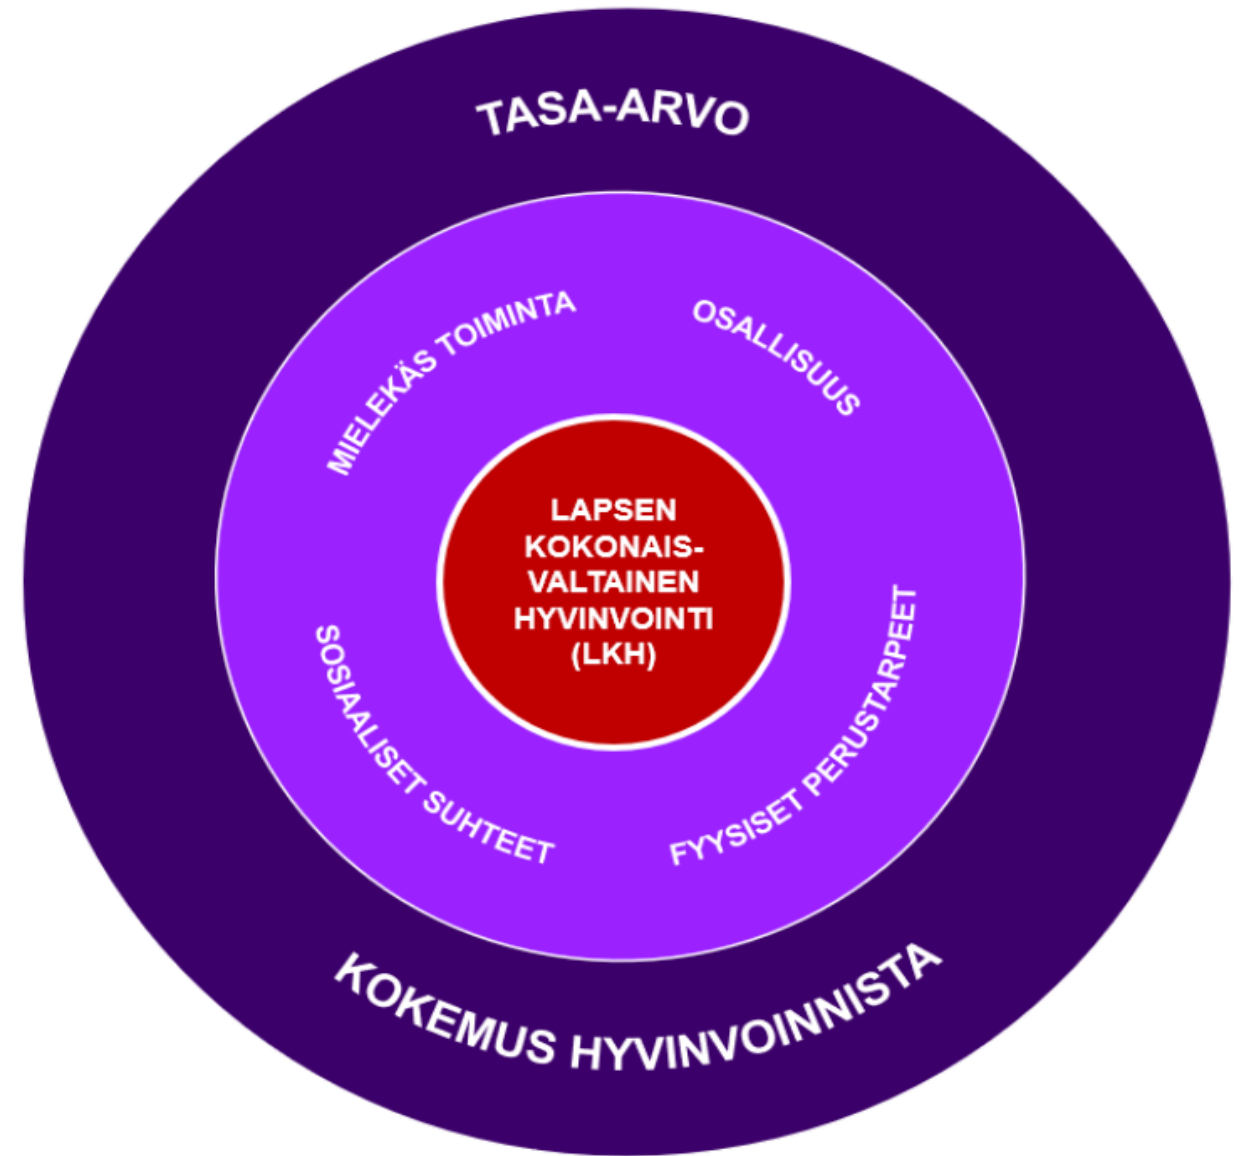 TASA-ARVO
MIELEKÄS TOIMINTA
OSALLISUUS
LAPSEN
KOKONAIS-
VALTAINEN
HYVINVOINTI
(LKH)
SOSIAALISET SUHTEET
FYYSISET PERUSTARPEET
KOKEMUS HYVINVOINNISTA